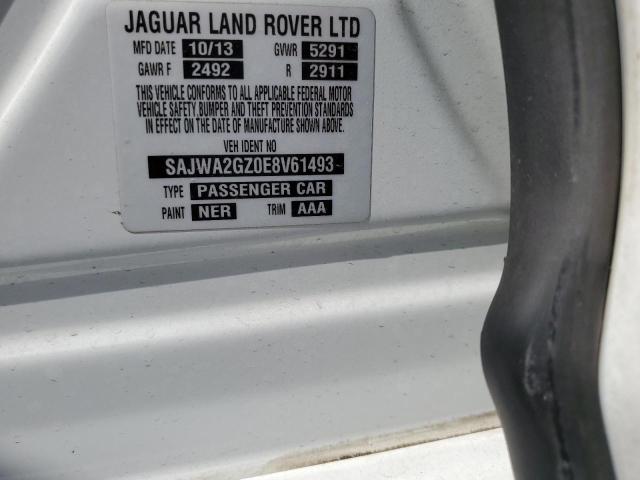 JAGUAR LAND ROVER LTD
MFD DATE 10/13 GVWR 5291
GAWR F 2492 R 2911
THIS VEHICLE CONFORMS TO ALL APPLICABLE FEDERAL MOTOR
VEHICLE SAFETY BUMPER AND THEFT PREVENTION STANDARDS
IN EFFECT ON THE DATE OF MANUFACTURE SHOWN ABOVE.
VEH IDENT NO
SAJWA2GZ0E8V61493
TYPE PASSENGER CAR
PAINT NER TRIM AAA